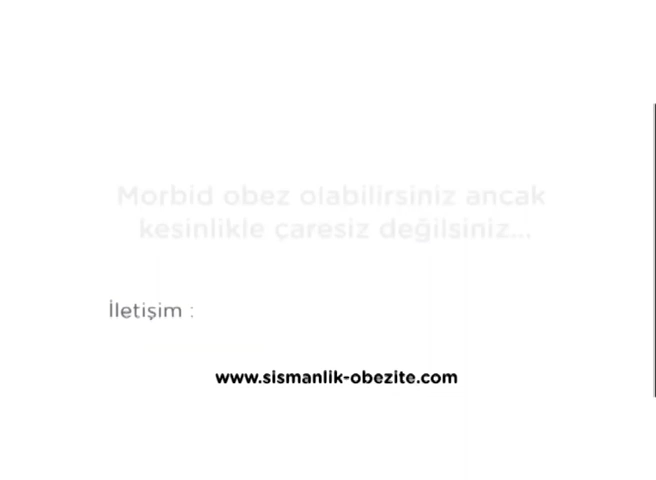 Morbid obez olabilirsiniz ancak
kesinlikle çaresiz değilsiniz...
İletişim :
www.sismanlik-obezite.com